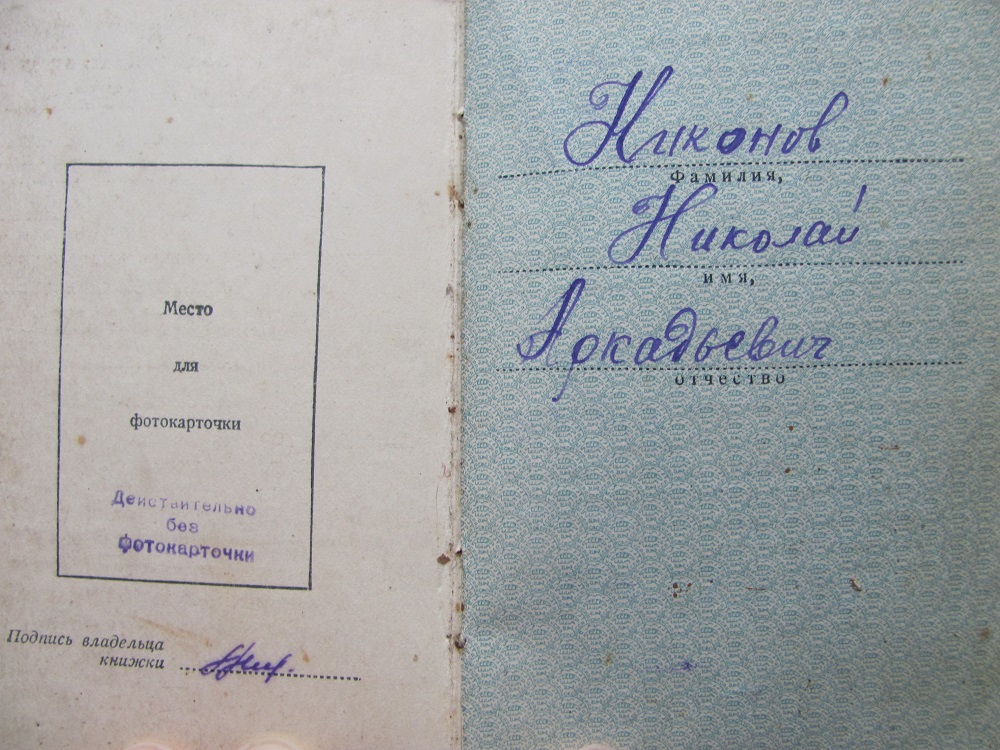 Место
для
фотокарточки
Действительно
без
фотокарточки
Подпись владельца
книжки
Никонов
фамилия,
Николай
имя,
Аркадьевич
отчество